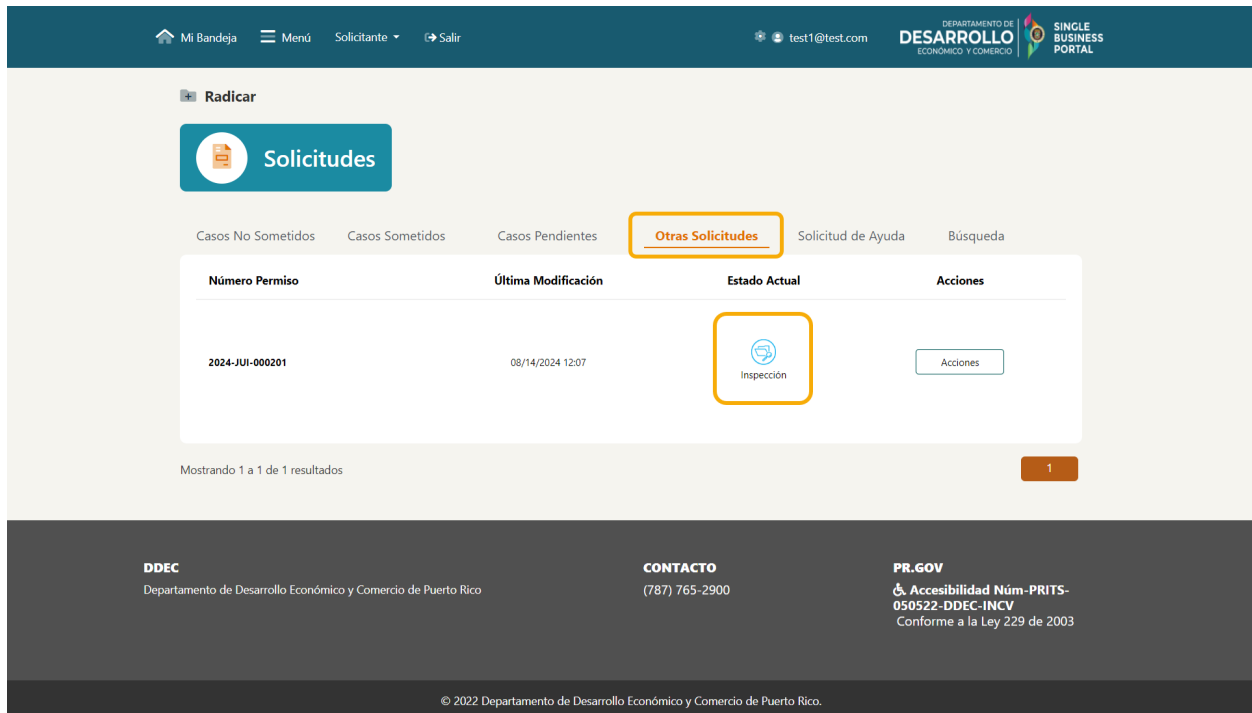 Mi Bandeja Menú Solicitante Salir test1@test.com
DEPARTAMENTO DE
DESARROLLO
ECONÓMICO Y COMERCIO
SINGLE
BUSINESS
PORTAL
Radicar
Solicitudes
Casos No Sometidos Casos Sometidos Casos Pendientes Otras Solicitudes Solicitud de Ayuda Búsqueda
Número Permiso Última Modificación Estado Actual Acciones
2024-JUI-000201 08/14/2024 12:07 Inspección Acciones
Mostrando 1 a 1 de 1 resultados 1
DDEC
Departamento de Desarrollo Económico y Comercio de Puerto Rico
CONTACTO
(787) 765-2900
PR.GOV
Accesibilidad Núm-PRITS-
050522-DDEC-INCV
Conforme a la Ley 229 de 2003
© 2022 Departamento de Desarrollo Económico y Comercio de Puerto Rico.